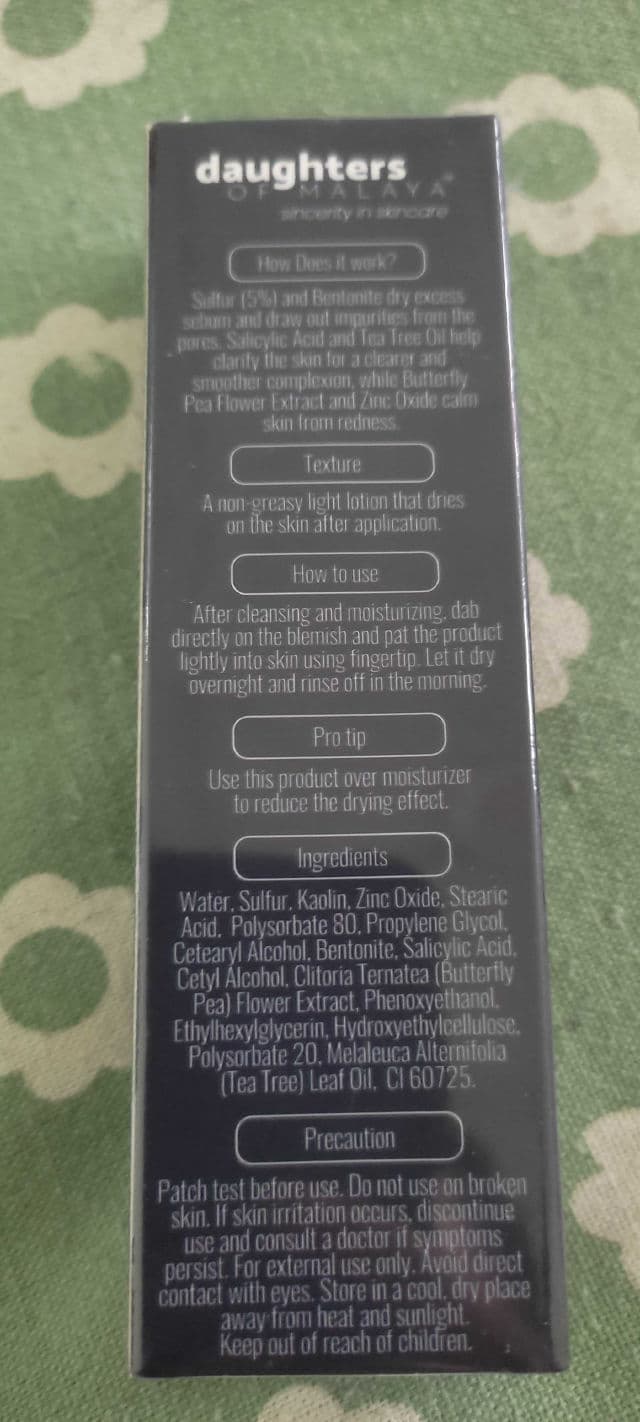 daughters
OF MALAYA
sincerity in skincare
How Does it work?
Sulfur (5%) and Bentonite dry excess
sebum and draw out impurities from the
pores. Salicylic Acid and Tea Tree Oil help
clarify the skin for a clearer and
smoother complexion, while Butterfly
Pea Flower Extract and Zinc Oxide calm
skin from redness.
Texture
A non-greasy light lotion that dries
on the skin after application.
How to use
After cleansing and moisturizing, dab
directly on the blemish and pat the product
lightly into skin using fingertip. Let it dry
overnight and rinse off in the morning.
Pro tip
Use this product over moisturizer
to reduce the drying effect.
Ingredients
Water, Sulfur, Kaolin, Zinc Oxide, Stearic
Acid, Polysorbate 80, Propylene Glycol,
Cetearyl Alcohol, Bentonite, Salicylic Acid,
Cetyl Alcohol, Clitoria Ternatea (Butterfly
Pea) Flower Extract, Phenoxyethanol,
Ethylhexylglycerin, Hydroxyethylcellulose,
Polysorbate 20, Melaleuca Alternifolia
(Tea Tree) Leaf Oil, CI 60725.
Precaution
Patch test before use. Do not use on broken
skin. If skin irritation occurs, discontinue
use and consult a doctor if symptoms
persist. For external use only. Avoid direct
contact with eyes. Store in a cool, dry place
away from heat and sunlight.
Keep out of reach of children.